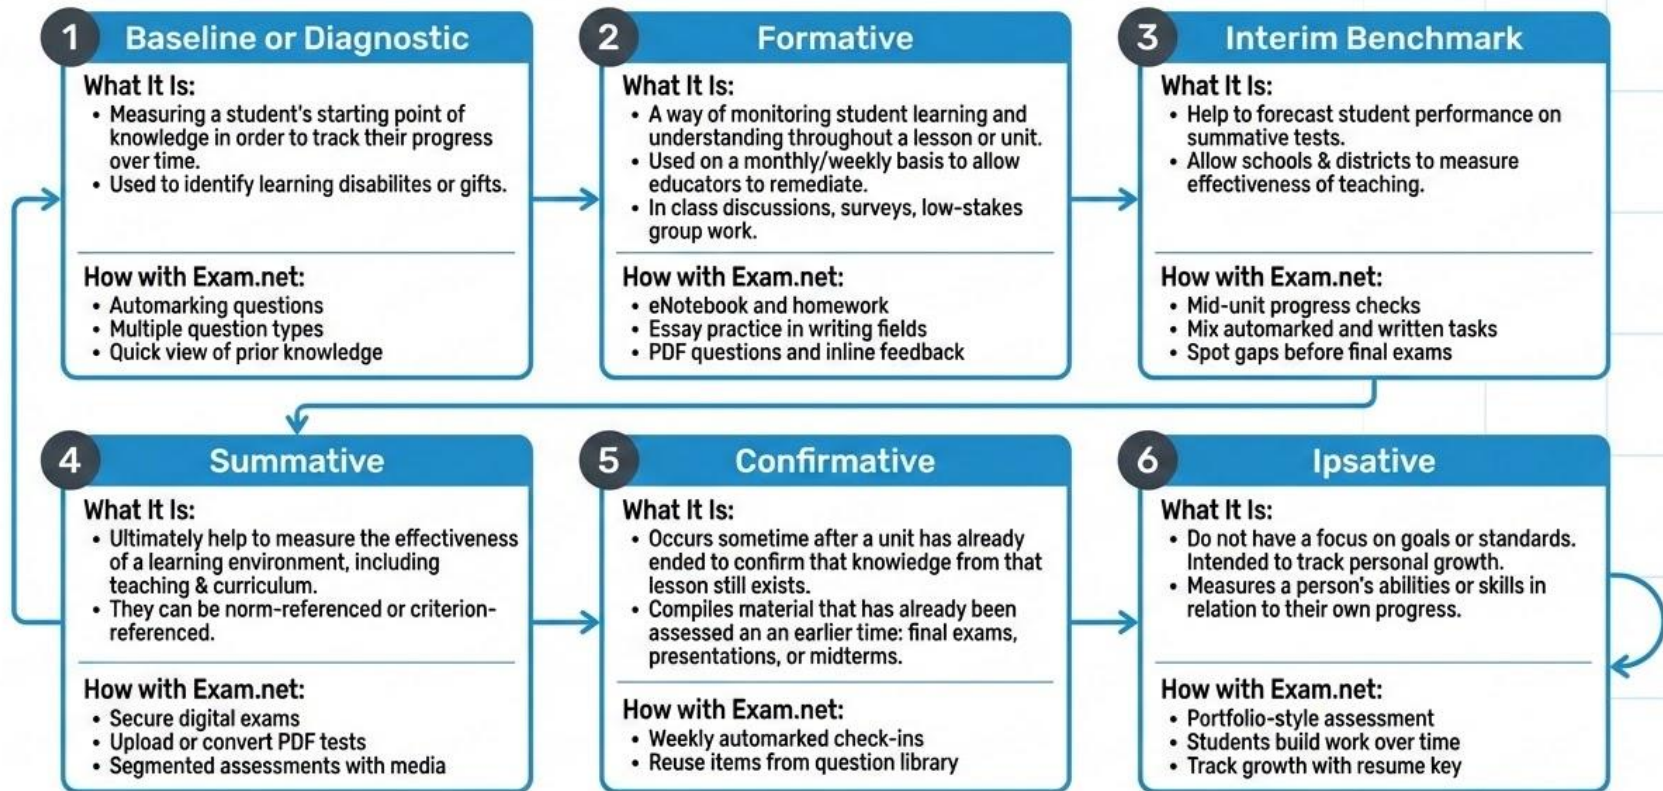 1 Baseline or Diagnostic
What It Is:
• Measuring a student's starting point of
knowledge in order to track their progress
over time.
• Used to identify learning disabilites or gifts.
How with Exam.net:
• Automarking questions
• Multiple question types
• Quick view of prior knowledge
2 Formative
What It Is:
• A way of monitoring student learning and
understanding throughout a lesson or unit.
• Used on a monthly/weekly basis to allow
educators to remediate.
• In class discussions, surveys, low-stakes
group work.
How with Exam.net:
• eNotebook and homework
• Essay practice in writing fields
• PDF questions and inline feedback
3 Interim Benchmark
What It Is:
• Help to forecast student performance on
summative tests.
• Allow schools & districts to measure
effectiveness of teaching.
How with Exam.net:
• Mid-unit progress checks
• Mix automarked and written tasks
• Spot gaps before final exams
4 Summative
What It Is:
• Ultimately help to measure the effectiveness
of a learning environment, including
teaching & curriculum.
• They can be norm-referenced or criterion-
referenced.
How with Exam.net:
• Secure digital exams
• Upload or convert PDF tests
• Segmented assessments with media
5 Confirmative
What It Is:
• Occurs sometime after a unit has already
ended to confirm that knowledge from that
lesson still exists.
• Compiles material that has already been
assessed an an earlier time: final exams,
presentations, or midterms.
How with Exam.net:
• Weekly automarked check-ins
• Reuse items from question library
6 Ipsative
What It Is:
• Do not have a focus on goals or standards.
Intended to track personal growth.
• Measures a person's abilities or skills in
relation to their own progress.
How with Exam.net:
• Portfolio-style assessment
• Students build work over time
• Track growth with resume key